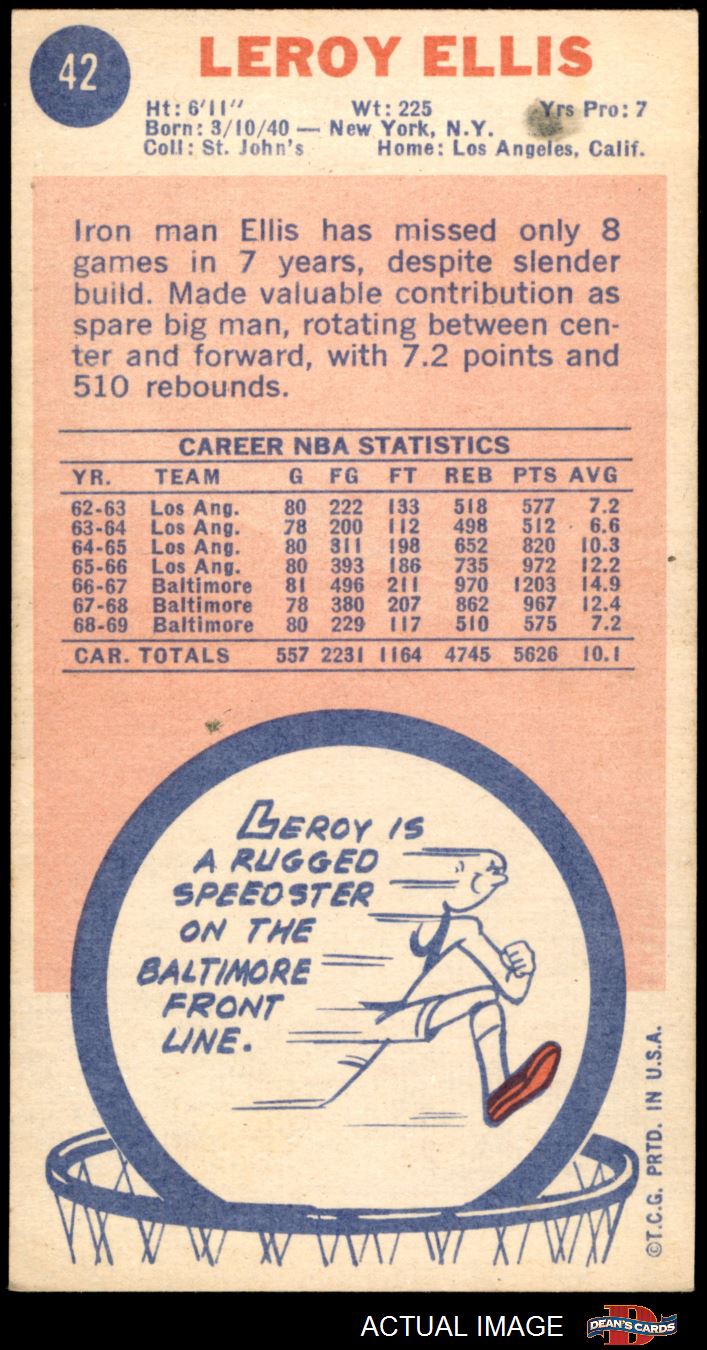 42
LEROY ELLIS
Ht: 6'11" Wt: 225 Yrs Pro: 7
Born: 3/10/40 — New York, N.Y.
Coll: St. John's Home: Los Angeles, Calif.
Iron man Ellis has missed only 8
games in 7 years, despite slender
build. Made valuable contribution as
spare big man, rotating between cen-
ter and forward, with 7.2 points and
510 rebounds.
CAREER NBA STATISTICS
YR. TEAM G FG FT REB PTS AVG
62-63 Los Ang. 80 222 133 518 577 7.2
63-64 Los Ang. 78 200 112 498 512 6.6
64-65 Los Ang. 80 311 198 652 820 10.3
65-66 Los Ang. 80 393 186 735 972 12.2
66-67 Baltimore 81 496 211 970 1203 14.9
67-68 Baltimore 78 380 207 862 967 12.4
68-69 Baltimore 80 229 117 510 575 7.2
CAR. TOTALS 557 2231 1164 4745 5626 10.1
LEROY IS
A RUGGED
SPEEDSTER
ON THE
BALTIMORE
FRONT
LINE.
©T.C.G. PRTD. IN U.S.A.
ACTUAL IMAGE
D
DEAN'S CARDS